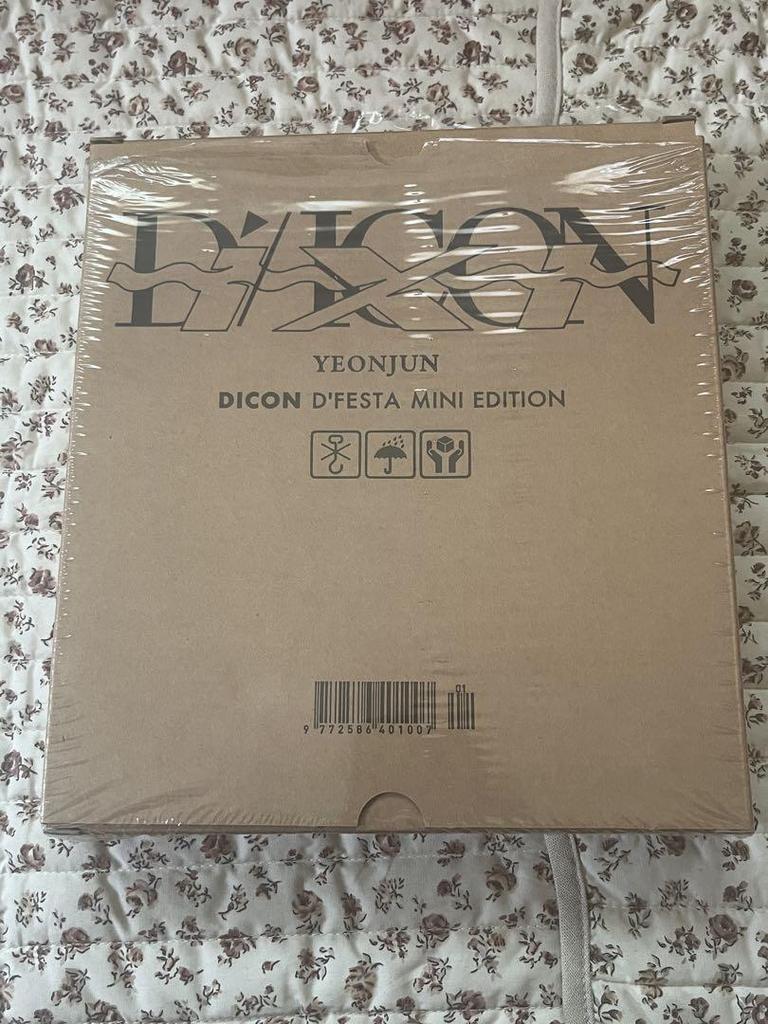 D'ICON
YEONJUN
DICON D'FESTA MINI EDITION
01
9 772586 401007